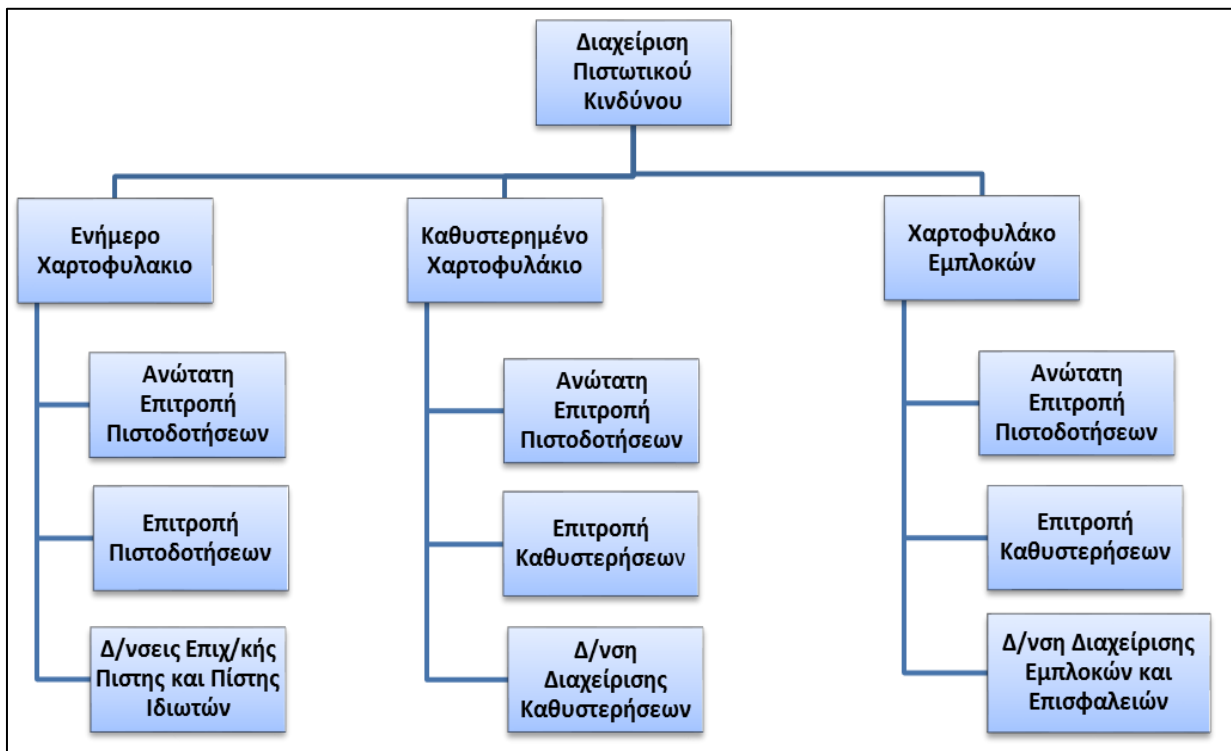 Διαχείριση
Πιστωτικού
Κινδύνου
Ενήμερο
Χαρτοφυλακιο
Καθυστερημένο
Χαρτοφυλάκιο
Χαρτοφυλάκο
Εμπλοκών
Ανώτατη
Επιτροπή
Πιστοδοτήσεων
Ανώτατη
Επιτροπή
Πιστοδοτήσεων
Ανώτατη
Επιτροπή
Πιστοδοτήσεων
Επιτροπή
Πιστοδοτήσεων
Επιτροπή
Καθυστερήσεων
Επιτροπή
Καθυστερήσεων
Δ/νσεις Επιχ/κής
Πιστης και Πίστης
Ιδιωτών
Δ/νση
Διαχείρισης
Καθυστερήσεων
Δ/νση Διαχείρισης
Εμπλοκών και
Επισφαλειών